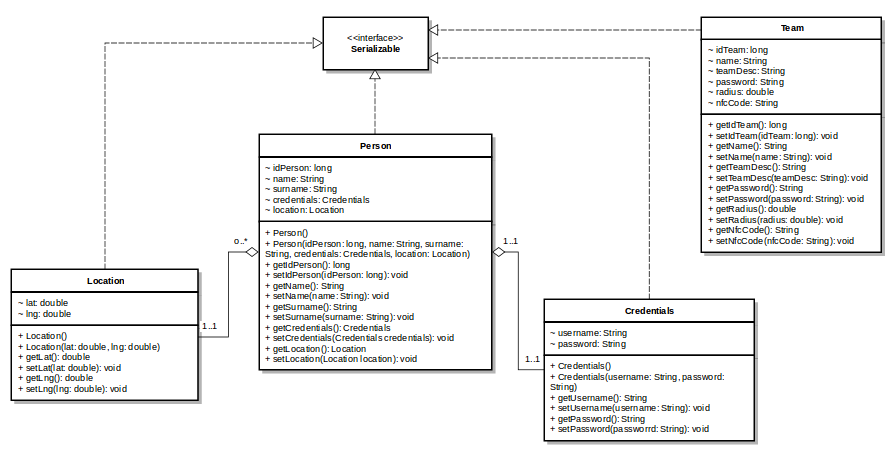 <<interface>>
Serializable
Team
~ idTeam: long
~ name: String
~ teamDesc: String
~ password: String
~ radius: double
~ nfcCode: String
+ getIdTeam(): long
+ setIdTeam(idTeam: long): void
+ getName(): String
+ setName(name: String): void
+ getTeamDesc(): String
+ setTeamDesc(teamDesc: String): void
+ getPassword(): String
+ setPassword(password: String): void
+ getRadius(): double
+ setRadius(radius: double): void
+ getNfcCode(): String
+ setNfcCode(nfcCode: String): void
Person
~ idPerson: long
~ name: String
~ surname: String
~ credentials: Credentials
~ location: Location
+ Person()
+ Person(idPerson: long, name: String, surname:
String, credentials: Credentials, location: Location)
+ getIdPerson(): long
+ setIdPerson(idPerson: long): void
+ getName(): String
+ setName(name: String): void
+ getSurname(): String
+ setSurname(surname: String): void
+ getCredentials(): Credentials
+ setCredentials(Credentials credentials): void
+ getLocation(): Location
+ setLocation(Location location): void
o..*
1..1
Location
~ lat: double
~ lng: double
+ Location()
+ Location(lat: double, lng: double)
+ getLat(): double
+ setLat(lat: double): void
+ getLng(): double
+ setLng(lng: double): void
1..1
1..1
Credentials
~ username: String
~ password: String
+ Credentials()
+ Credentials(username: String, password:
String)
+ getUsername(): String
+ setUsername(username: String): void
+ getPassword(): String
+ setPassword(passworrd: String): void